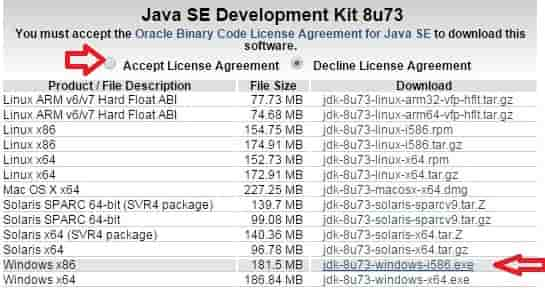 Java SE Development Kit 8u73
You must accept the Oracle Binary Code License Agreement for Java SE to download this
software.
Accept License Agreement Decline License Agreement
Product / File Description File Size Download
Linux ARM v6/v7 Hard Float ABI 77.73 MB jdk-8u73-linux-arm32-vfp-hflt.tar.gz
Linux ARM v6/v7 Hard Float ABI 74.68 MB jdk-8u73-linux-arm64-vfp-hflt.tar.gz
Linux x86 154.75 MB jdk-8u73-linux-i586.rpm
Linux x86 174.91 MB jdk-8u73-linux-i586.tar.gz
Linux x64 152.73 MB jdk-8u73-linux-x64.rpm
Linux x64 172.91 MB jdk-8u73-linux-x64.tar.gz
Mac OS X x64 227.25 MB jdk-8u73-macosx-x64.dmg
Solaris SPARC 64-bit (SVR4 package) 139.7 MB jdk-8u73-solaris-sparcv9.tar.Z
Solaris SPARC 64-bit 99.08 MB jdk-8u73-solaris-sparcv9.tar.gz
Solaris x64 (SVR4 package) 140.36 MB jdk-8u73-solaris-x64.tar.Z
Solaris x64 96.78 MB jdk-8u73-solaris-x64.tar.gz
Windows x86 181.5 MB jdk-8u73-windows-i586.exe
Windows x64 186.84 MB jdk-8u73-windows-x64.exe